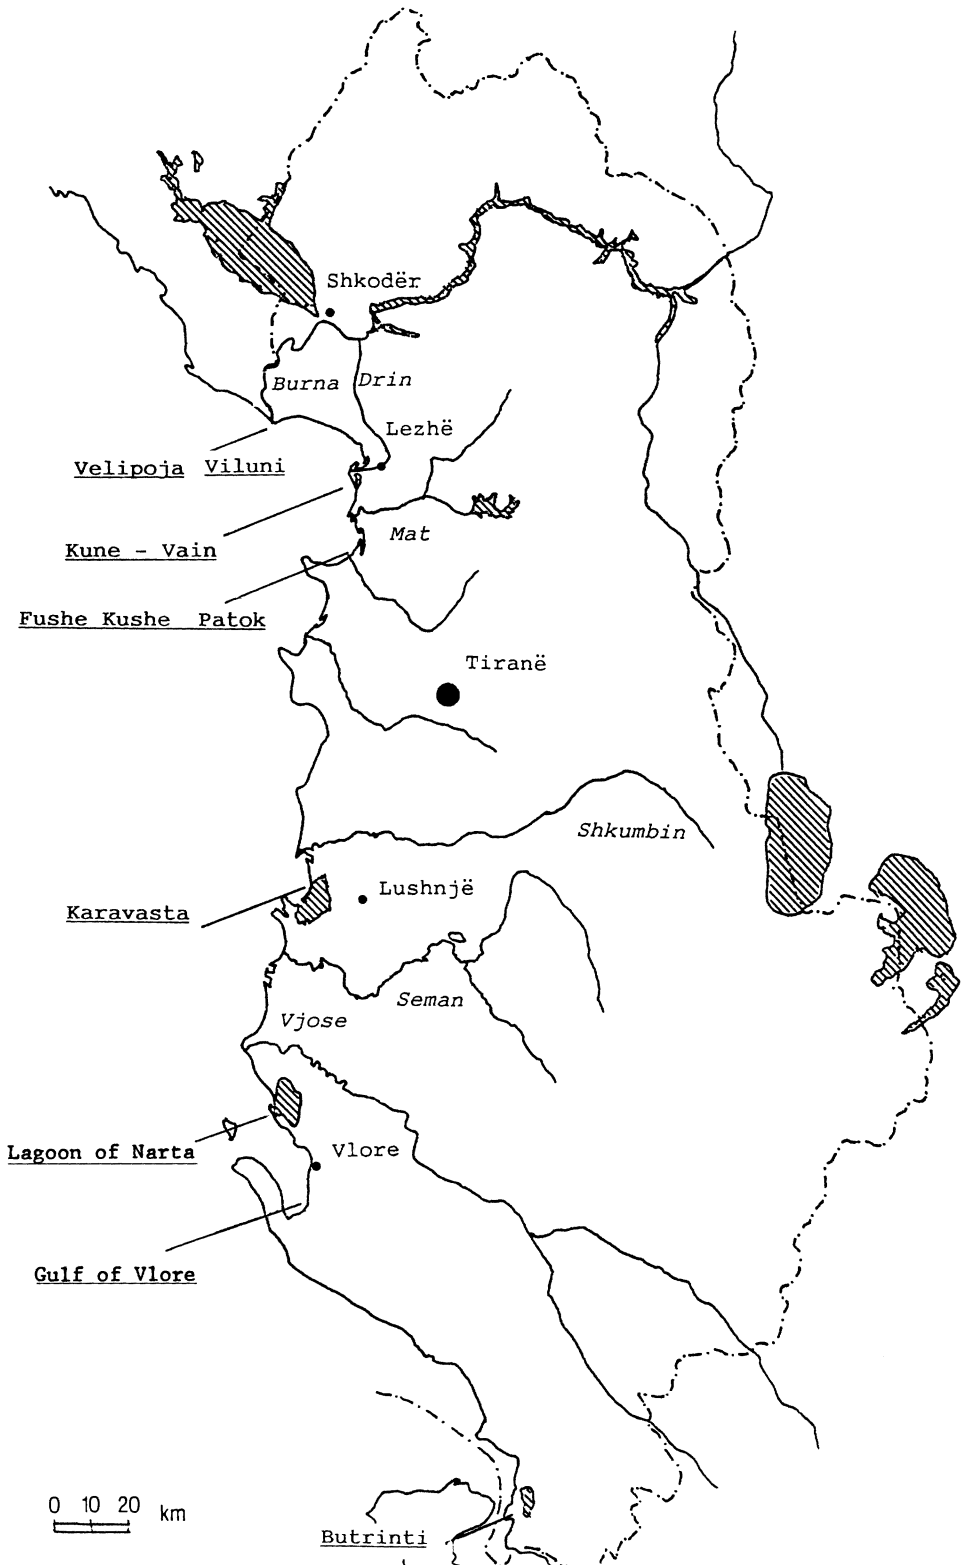 Shkodër
Burna Drin
Lezhë
Velipoja Viluni
Kune - Vain
Mat
Fushe Kushe Patok
Tiranë
Shkumbin
Lushnjë
Karavasta
Seman
Vjose
Vlore
Lagoon of Narta
Gulf of Vlore
0 10 20 km
Butrinti